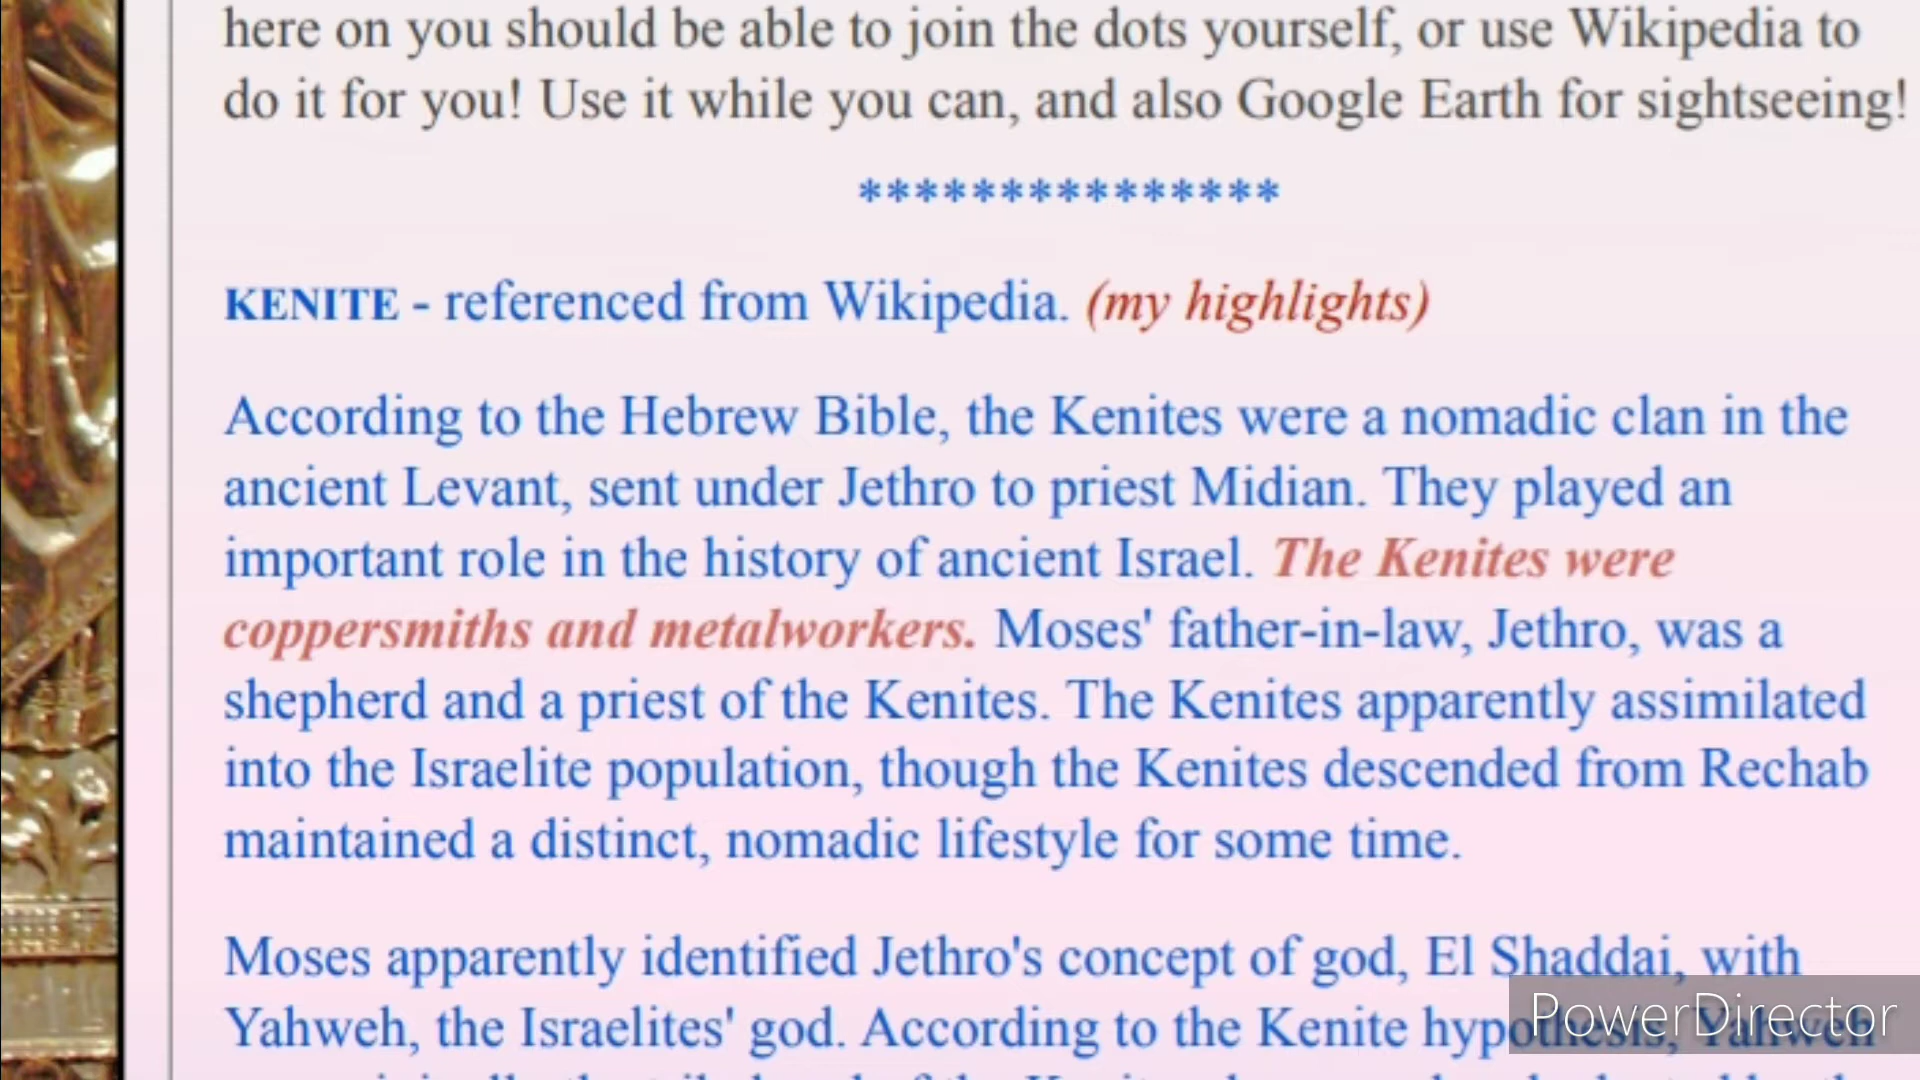 here on you should be able to join the dots yourself, or use Wikipedia to
do it for you! Use it while you can, and also Google Earth for sightseeing!
***************
KENITE - referenced from Wikipedia. (my highlights)
According to the Hebrew Bible, the Kenites were a nomadic clan in the
ancient Levant, sent under Jethro to priest Midian. They played an
important role in the history of ancient Israel. The Kenites were
coppersmiths and metalworkers. Moses' father-in-law, Jethro, was a
shepherd and a priest of the Kenites. The Kenites apparently assimilated
into the Israelite population, though the Kenites descended from Rechab
maintained a distinct, nomadic lifestyle for some time.
Moses apparently identified Jethro's concept of god, El Shaddai, with
Yahweh, the Israelites' god. According to the Kenite hypothesis, Yahweh
PowerDirector